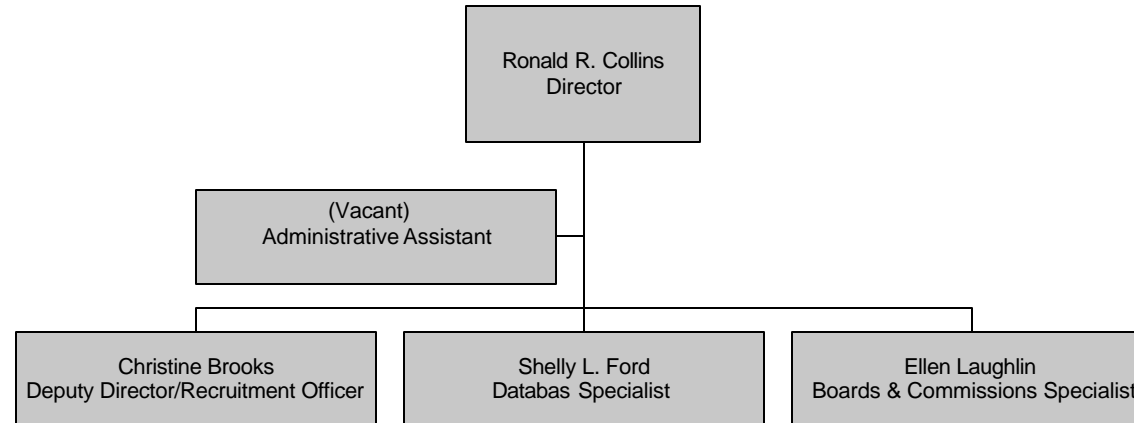 Ronald R. Collins
Director
(Vacant)
Administrative Assistant
Christine Brooks
Deputy Director/Recruitment Officer
Shelly L. Ford
Databas Specialist
Ellen Laughlin
Boards & Commissions Specialist